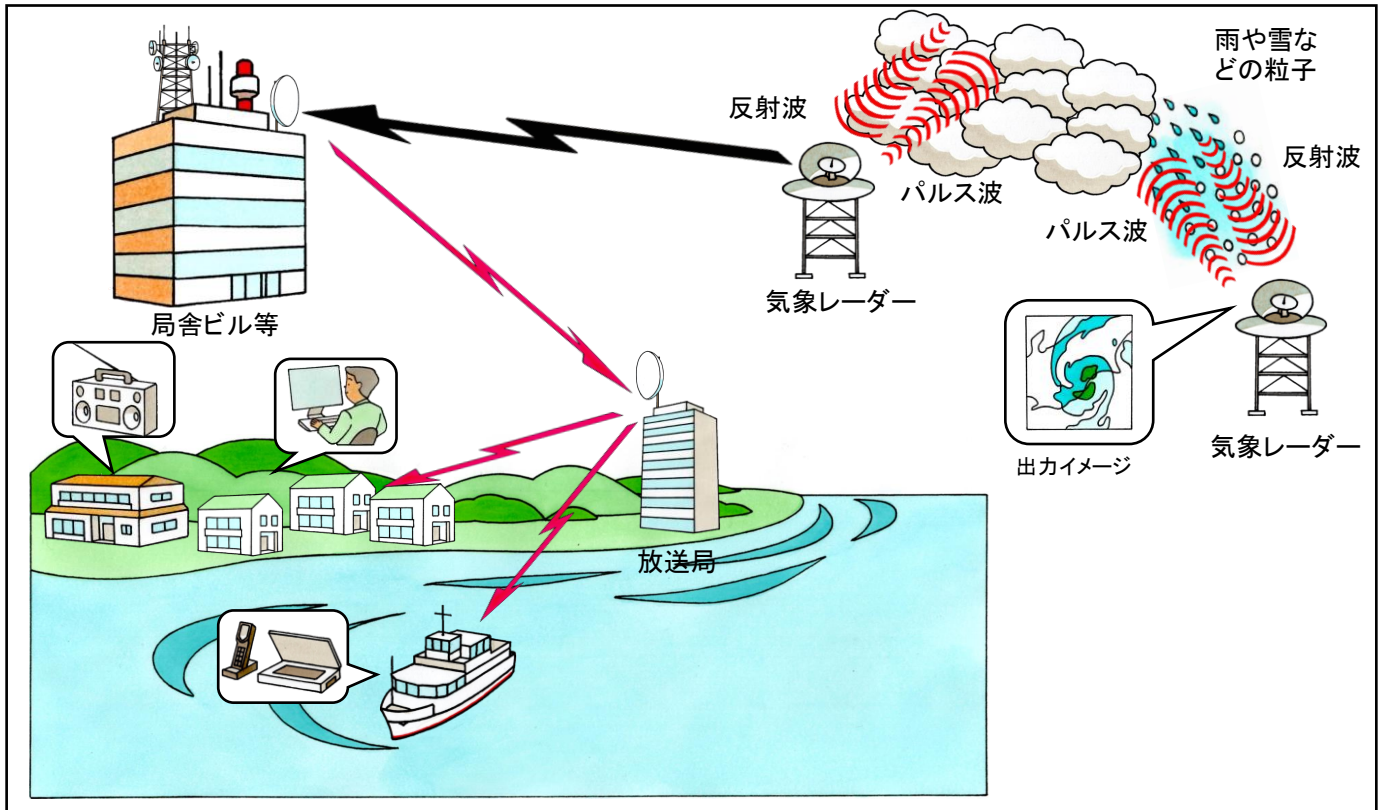 雨や雪な
どの粒子
反射波
反射波
パルス波
パルス波
気象レーダー
局舎ビル等
気象レーダー
出力イメージ
放送局